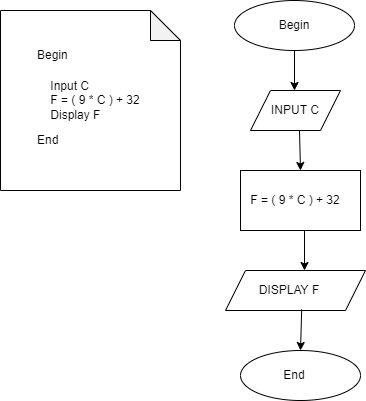 Begin
Input C
F = ( 9 * C ) + 32
Display F
End
Begin
INPUT C
F = ( 9 * C ) + 32
DISPLAY F
End